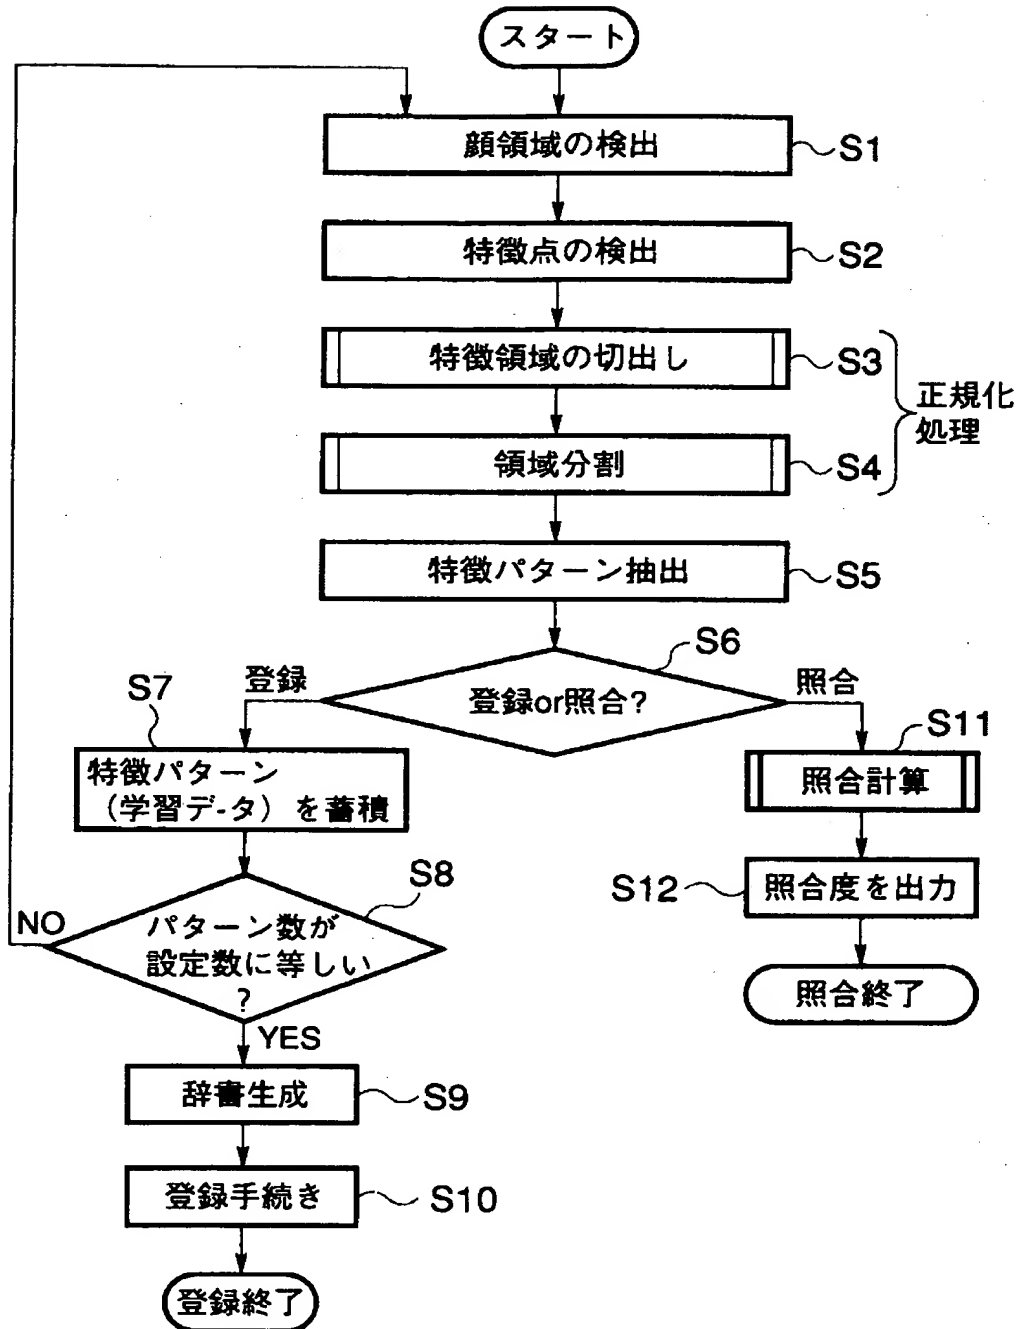 スタート
顔領域の検出
S1
特徴点の検出
S2
特徴領域の切出し
S3
正規化
処理
領域分割
S4
特徴パターン抽出
S5
S6
登録or照合?
登録
照合
S7
特徴パターン
（学習デ-タ）を蓄積
S8
パターン数が
設定数に等しい
?
NO
YES
辞書生成
S9
登録手続き
S10
登録終了
S11
照合計算
S12
照合度を出力
照合終了